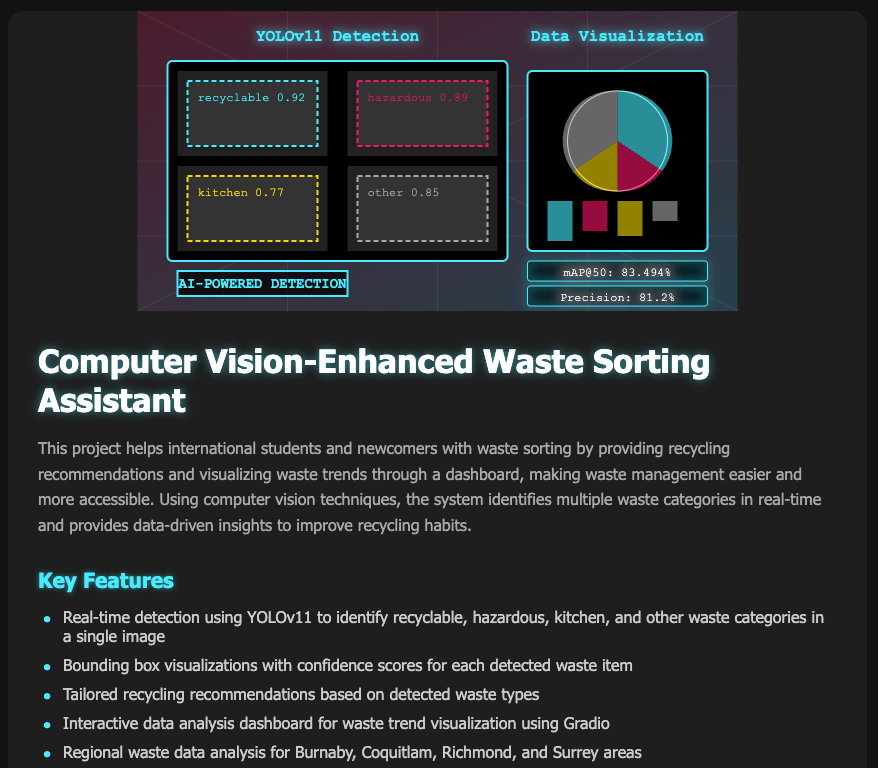 YOLOv11 Detection
Data Visualization
recyclable 0.92
hazardous 0.89
kitchen 0.77
other 0.85
AI-POWERED DETECTION
mAP@50: 83.494%
Precision: 81.2%
Computer Vision-Enhanced Waste Sorting
Assistant
This project helps international students and newcomers with waste sorting by providing recycling
recommendations and visualizing waste trends through a dashboard, making waste management easier and
more accessible. Using computer vision techniques, the system identifies multiple waste categories in real-time
and provides data-driven insights to improve recycling habits.
Key Features
Real-time detection using YOLOv11 to identify recyclable, hazardous, kitchen, and other waste categories in
a single image
Bounding box visualizations with confidence scores for each detected waste item
Tailored recycling recommendations based on detected waste types
Interactive data analysis dashboard for waste trend visualization using Gradio
Regional waste data analysis for Burnaby, Coquitlam, Richmond, and Surrey areas